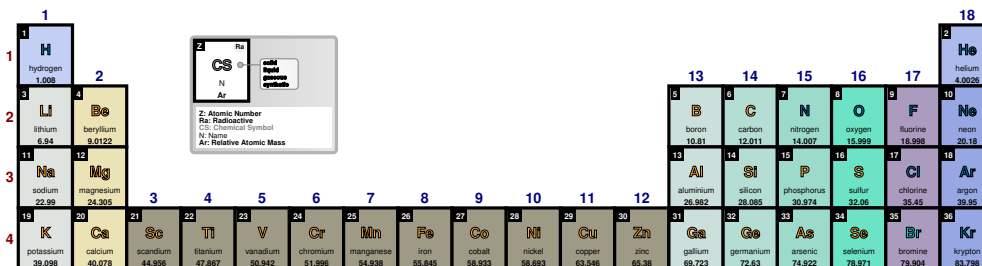 1 18
1 H hydrogen 1.008
2 He helium 4.0026
Z Ra
CS
N
Ar
solid
liquid
gaseous
synthetic
Z: Atomic Number
Ra: Radioactive
CS: Chemical Symbol
N: Name
Ar: Relative Atomic Mass
1
2 13 14 15 16 17
3 Li lithium 6.94
4 Be beryllium 9.0122
5 B boron 10.81
6 C carbon 12.011
7 N nitrogen 14.007
8 O oxygen 15.999
9 F fluorine 18.998
10 Ne neon 20.18
2
11 Na sodium 22.99
12 Mg magnesium 24.305
13 Al aluminium 26.982
14 Si silicon 28.085
15 P phosphorus 30.974
16 S sulfur 32.06
17 Cl chlorine 35.45
18 Ar argon 39.95
3
3 4 5 6 7 8 9 10 11 12
4
19 K potassium 39.098
20 Ca calcium 40.078
21 Sc scandium 44.956
22 Ti titanium 47.867
23 V vanadium 50.942
24 Cr chromium 51.996
25 Mn manganese 54.938
26 Fe iron 55.845
27 Co cobalt 58.933
28 Ni nickel 58.693
29 Cu copper 63.546
30 Zn zinc 65.38
31 Ga gallium 69.723
32 Ge germanium 72.63
33 As arsenic 74.922
34 Se selenium 78.971
35 Br bromine 79.904
36 Kr krypton 83.798